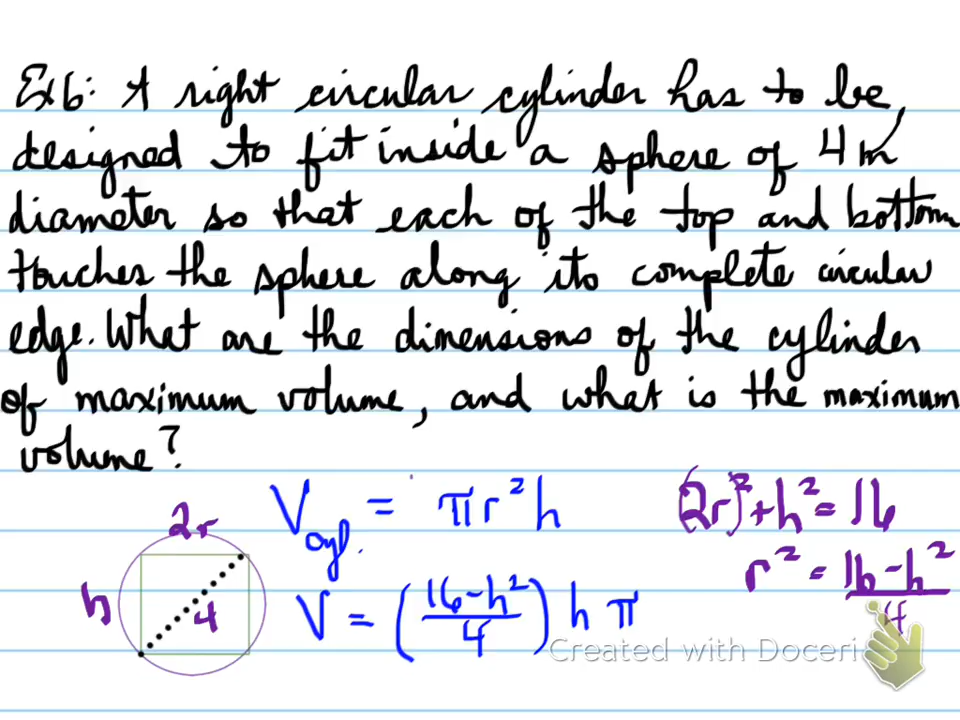 Ex6: A right circular cylinder has to be
designed to fit inside a sphere of 4m
diameter so that each of the top and bottom
touches the sphere along its complete circular
edge. What are the dimensions of the cylinder
of maximum volume, and what is the maximum
volume?
2r
V cyl. = πr²h
(2r)² + h² = 16
r² = 16 - h² / 4
h
4
V = (16 - h² / 4) h π
Created with Doceri